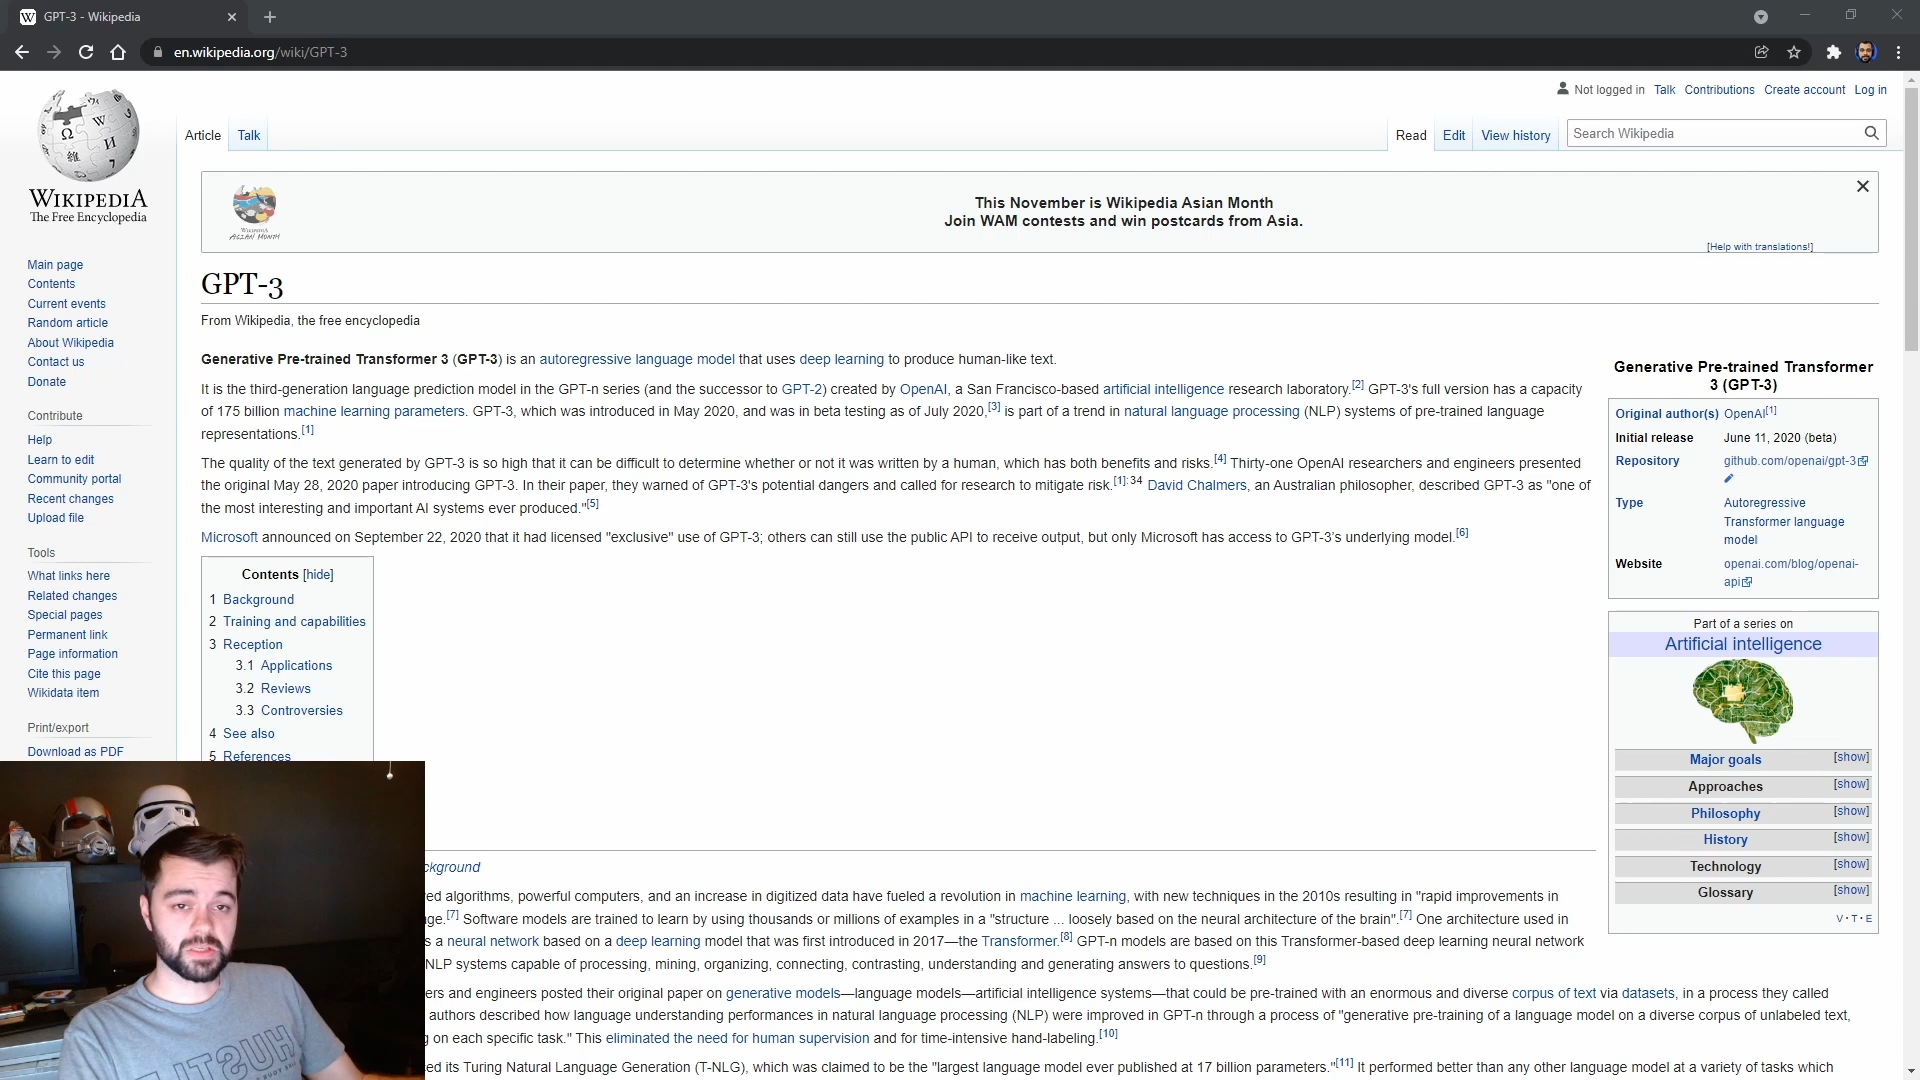 GPT-3 - Wikipedia
en.wikipedia.org/wiki/GPT-3
Not logged in Talk Contributions Create account Log in
Article Talk Read Edit View history Search Wikipedia
WIKIPEDIA
The Free Encyclopedia
Main page
Contents
Current events
Random article
About Wikipedia
Contact us
Donate
Contribute
Help
Learn to edit
Community portal
Recent changes
Upload file
Tools
What links here
Related changes
Special pages
Permanent link
Page information
Cite this page
Wikidata item
Print/export
Download as PDF
WIKIPEDIA
ASIAN MONTH
This November is Wikipedia Asian Month
Join WAM contests and win postcards from Asia.
[Help with translations!]
GPT-3
From Wikipedia, the free encyclopedia
Generative Pre-trained Transformer 3 (GPT-3) is an autoregressive language model that uses deep learning to produce human-like text.
It is the third-generation language prediction model in the GPT-n series (and the successor to GPT-2) created by OpenAI, a San Francisco-based artificial intelligence research laboratory.[2] GPT-3's full version has a capacity
of 175 billion machine learning parameters. GPT-3, which was introduced in May 2020, and was in beta testing as of July 2020,[3] is part of a trend in natural language processing (NLP) systems of pre-trained language
representations.[1]
The quality of the text generated by GPT-3 is so high that it can be difficult to determine whether or not it was written by a human, which has both benefits and risks.[4] Thirty-one OpenAI researchers and engineers presented
the original May 28, 2020 paper introducing GPT-3. In their paper, they warned of GPT-3's potential dangers and called for research to mitigate risk.[1]:34 David Chalmers, an Australian philosopher, described GPT-3 as "one of
the most interesting and important AI systems ever produced."[5]
Microsoft announced on September 22, 2020 that it had licensed "exclusive" use of GPT-3; others can still use the public API to receive output, but only Microsoft has access to GPT-3's underlying model.[6]
Contents [hide]
1 Background
2 Training and capabilities
3 Reception
3.1 Applications
3.2 Reviews
3.3 Controversies
4 See also
5 References
ckground
ved algorithms, powerful computers, and an increase in digitized data have fueled a revolution in machine learning, with new techniques in the 2010s resulting in "rapid improvements in
ge.[7] Software models are trained to learn by using thousands or millions of examples in a "structure ... loosely based on the neural architecture of the brain".[7] One architecture used in
s a neural network based on a deep learning model that was first introduced in 2017—the Transformer.[8] GPT-n models are based on this Transformer-based deep learning neural network
NLP systems capable of processing, mining, organizing, connecting, contrasting, understanding and generating answers to questions.[9]
ers and engineers posted their original paper on generative models—language models—artificial intelligence systems—that could be pre-trained with an enormous and diverse corpus of text via datasets, in a process they called
authors described how language understanding performances in natural language processing (NLP) were improved in GPT-n through a process of "generative pre-training of a language model on a diverse corpus of unlabeled text,
g on each specific task." This eliminated the need for human supervision and for time-intensive hand-labeling.[10]
ced its Turing Natural Language Generation (T-NLG), which was claimed to be the "largest language model ever published at 17 billion parameters."[11] It performed better than any other language model at a variety of tasks which
Generative Pre-trained Transformer
3 (GPT-3)
Original author(s) OpenAI[1]
Initial release June 11, 2020 (beta)
Repository github.com/openai/gpt-3
Type Autoregressive
Transformer language
model
Website openai.com/blog/openai-
api
Part of a series on
Artificial intelligence
Major goals [show]
Approaches [show]
Philosophy [show]
History [show]
Technology [show]
Glossary [show]
V · T · E